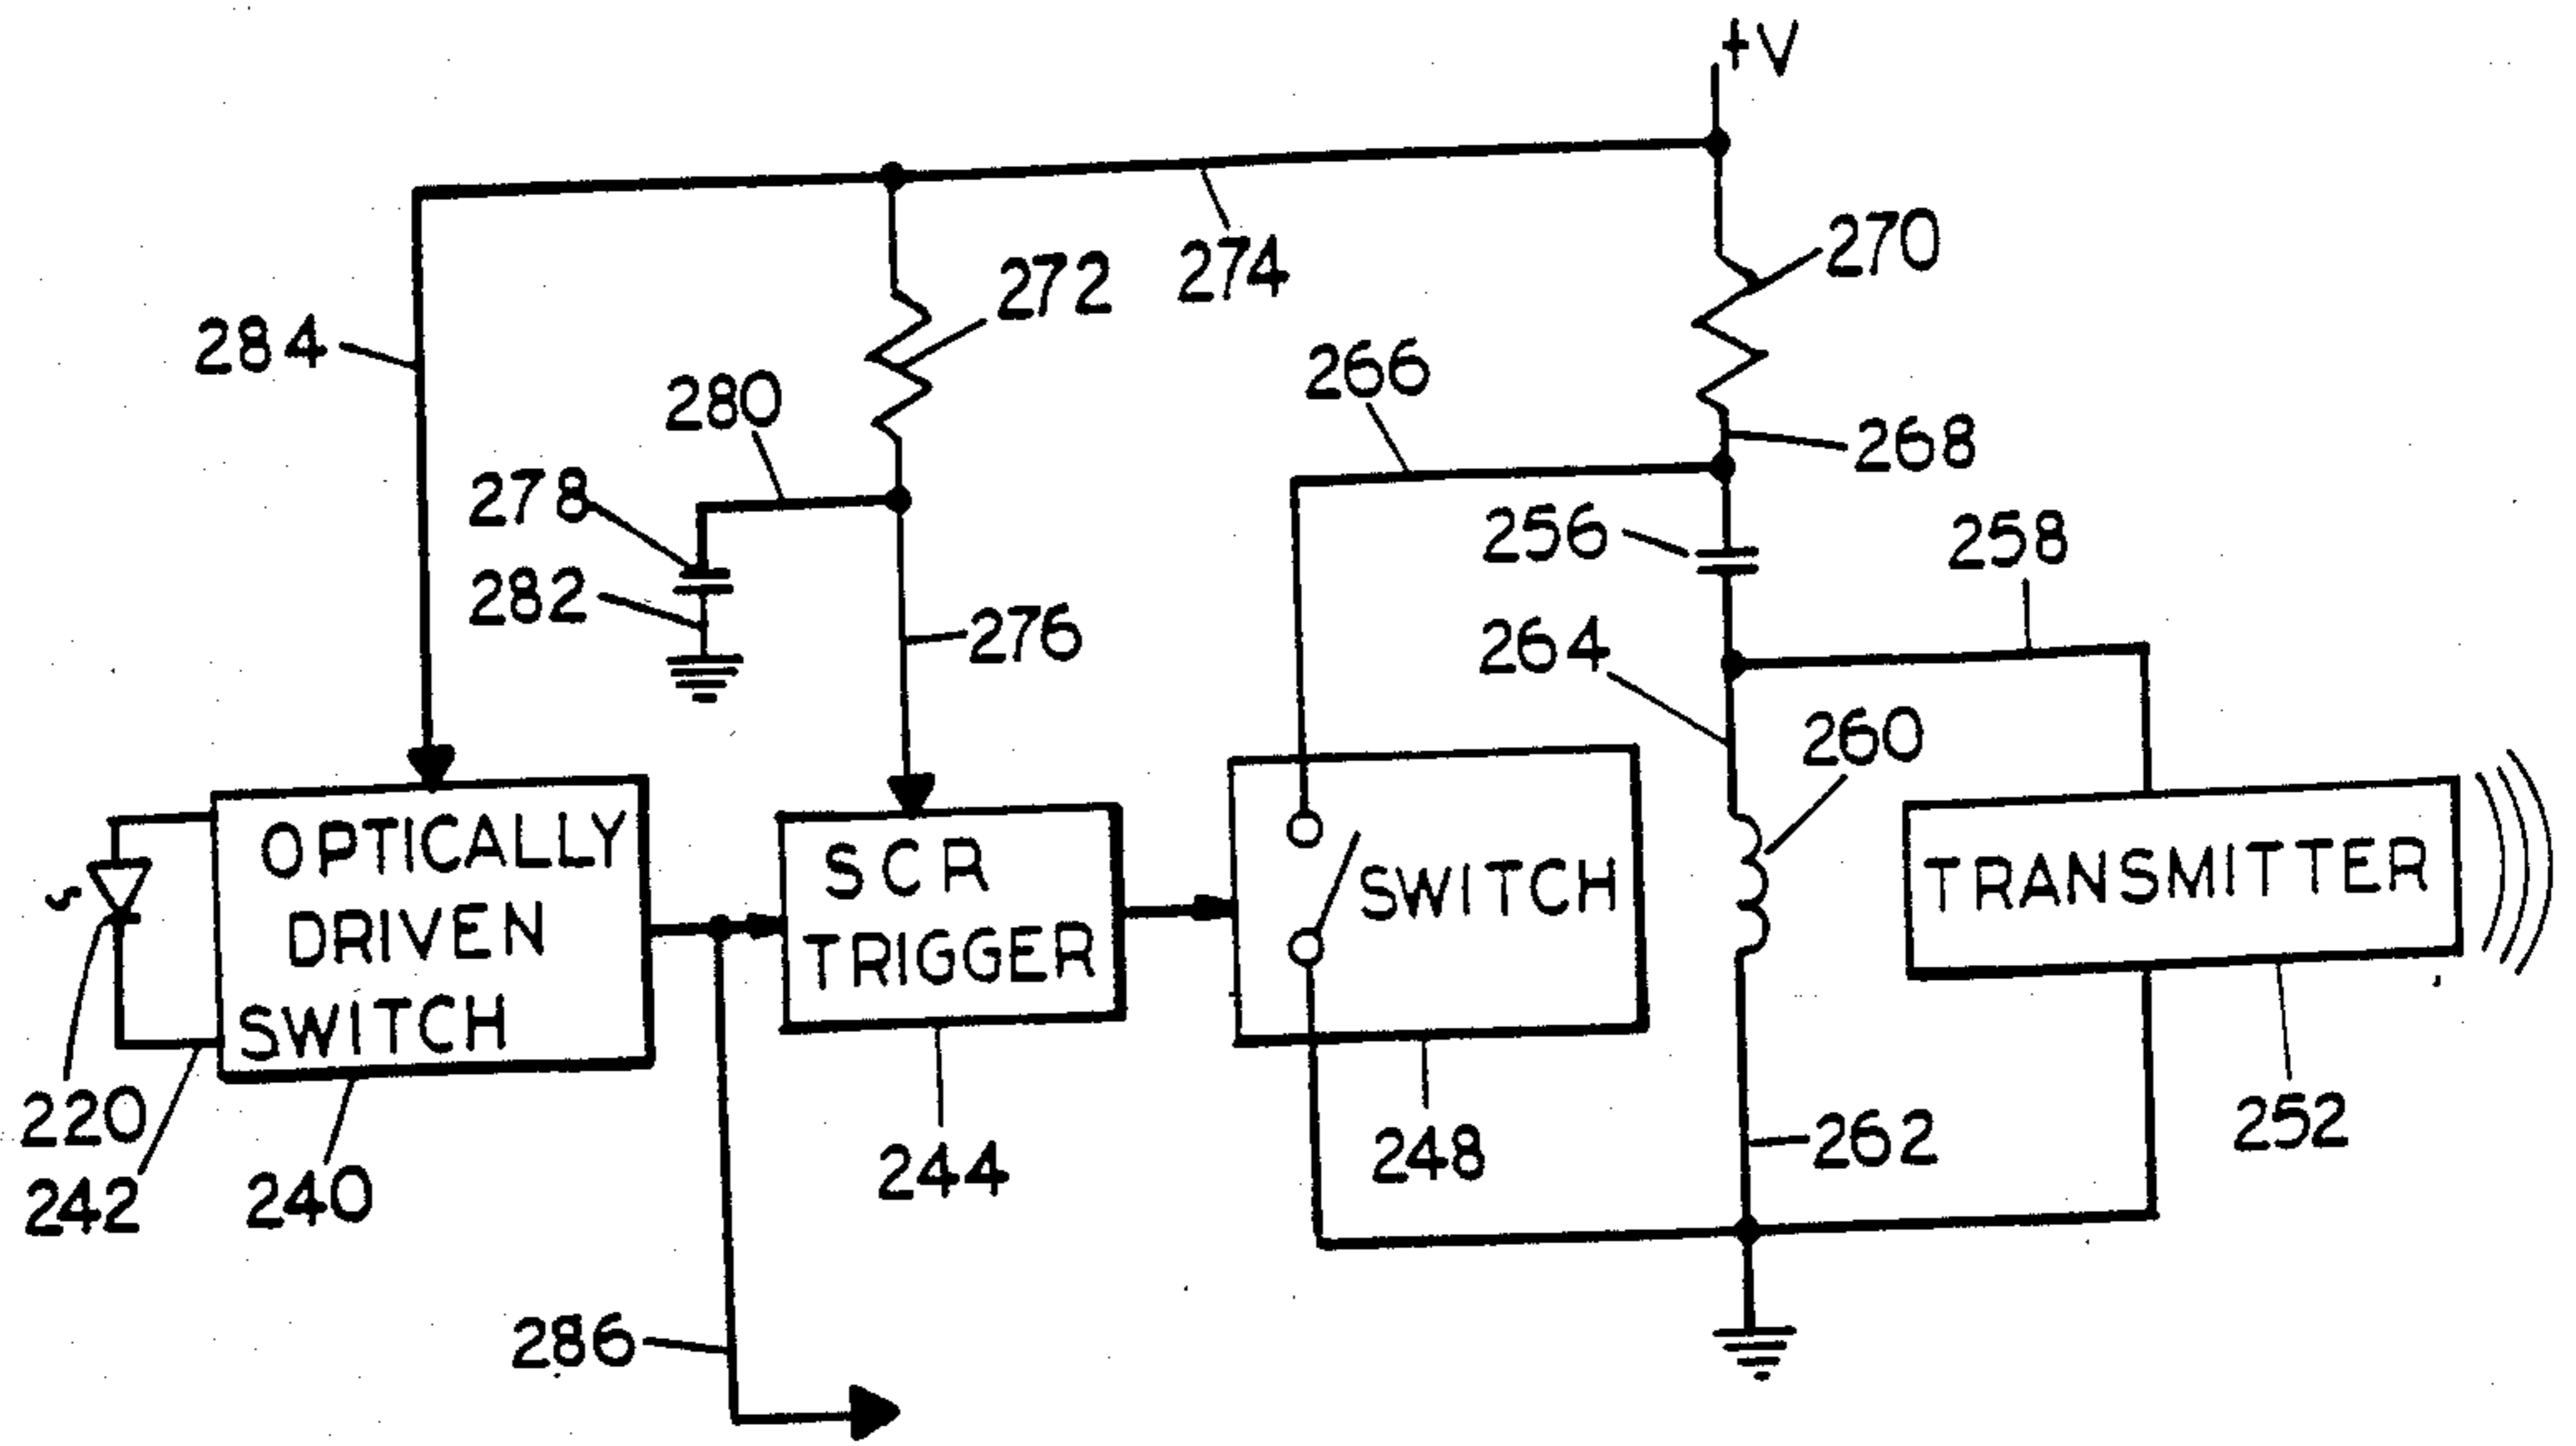 +V
270
274
272
284
266
280
268
278
256
258
282
276
264
260
OPTICALLY
DRIVEN
SWITCH
SCR
TRIGGER
SWITCH
TRANSMITTER
220
242
240
244
248
262
252
286